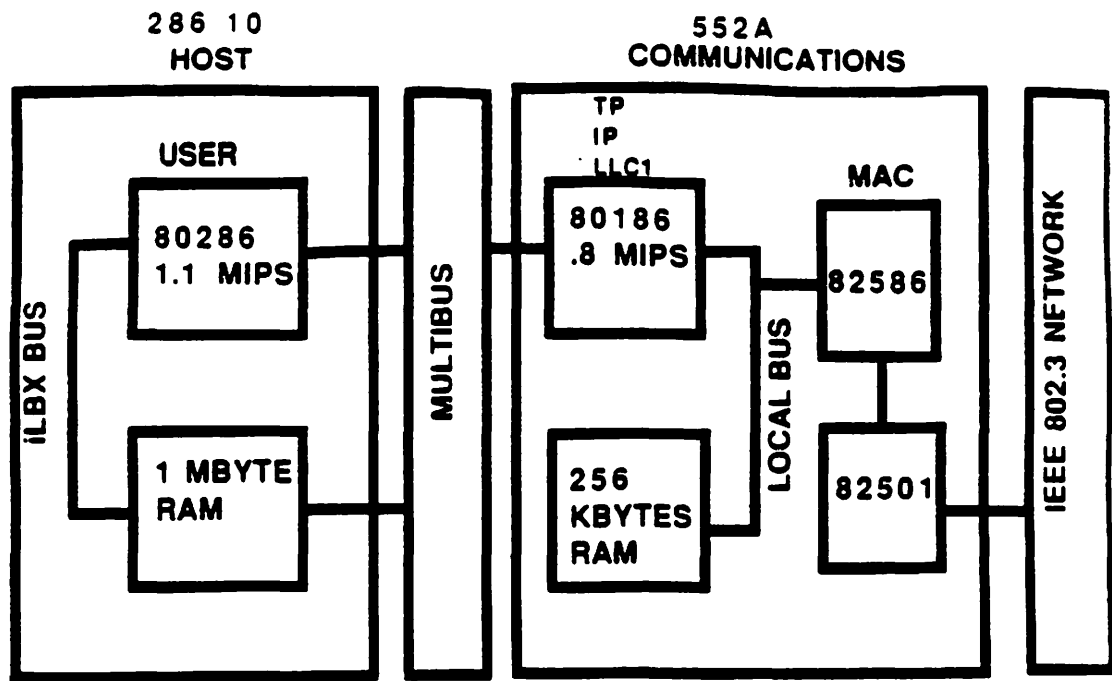 286 10
HOST
552A
COMMUNICATIONS
USER
80286
1.1 MIPS
iLBX BUS
1 MBYTE
RAM
MULTIBUS
TP
IP
LLC1
80186
.8 MIPS
256
KBYTES
RAM
LOCAL BUS
MAC
82586
82501
IEEE 802.3 NETWORK